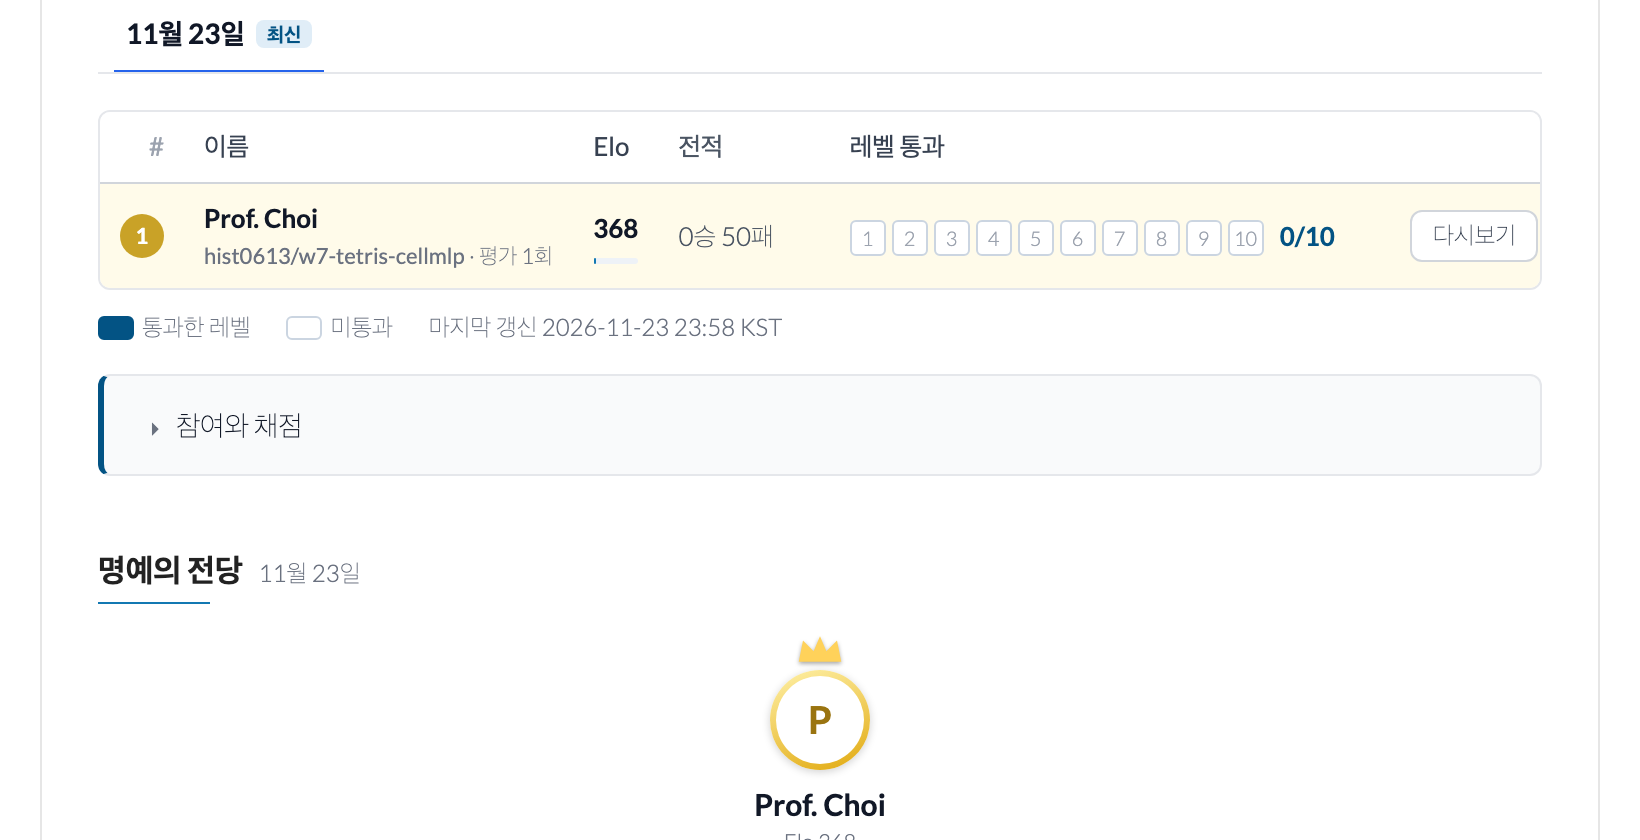 11월 23일 최신
# 이름 Elo 전적 레벨 통과
1 Prof. Choi 368 0승 50패 1 2 3 4 5 6 7 8 9 10 0/10 다시보기
hist0613/w7-tetris-cellmlp · 평가 1회
통과한 레벨 미통과 마지막 갱신 2026-11-23 23:58 KST
참여와 채점
명예의 전당 11월 23일
P
Prof. Choi
Elo 368